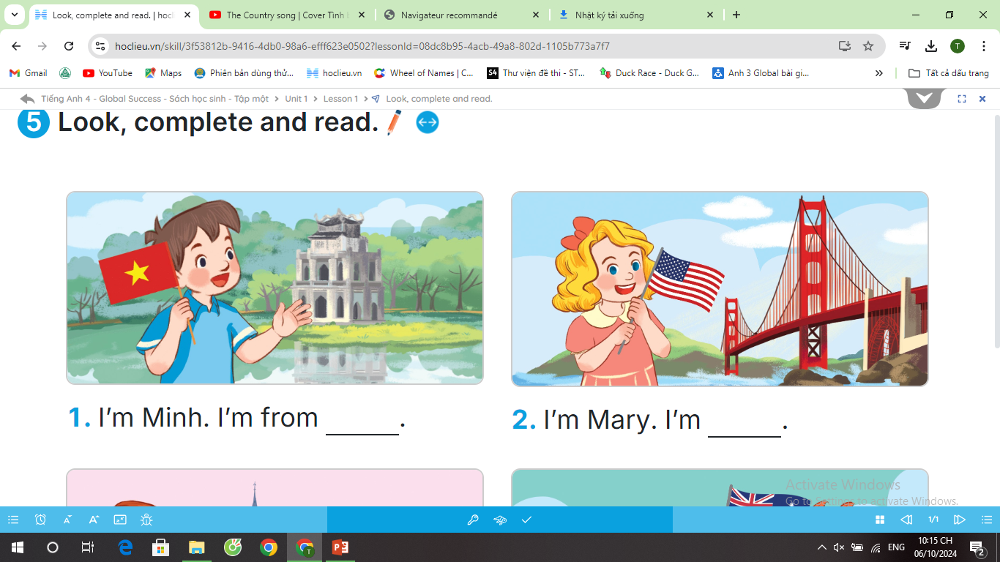 Look, complete and read. | hocl
The Country song | Cover Tình b
Navigateur recommandé
Nhật ký tải xuống
hoclieu.vn/skill/3f53812b-9416-4db0-98a6-efff623e0502?lessonId=08dc8b95-4acb-49a8-802d-1105b773a7f7
T
Gmail
YouTube
Maps
Phiên bản dùng thử...
hoclieu.vn
Wheel of Names | C...
S4
Thư viện đề thi - ST...
Duck Race - Duck G...
Anh 3 Global bài gi...
Tất cả dấu trang
Tiếng Anh 4 - Global Success - Sách học sinh - Tập một > Unit 1 > Lesson 1 > Look, complete and read.
5 Look, complete and read.
1. I'm Minh. I'm from _____.
2. I'm Mary. I'm _____.
Activate Windows
Go to Settings to activate Windows.
A
A
1/1
T
P
ENG
10:15 CH
06/10/2024
2